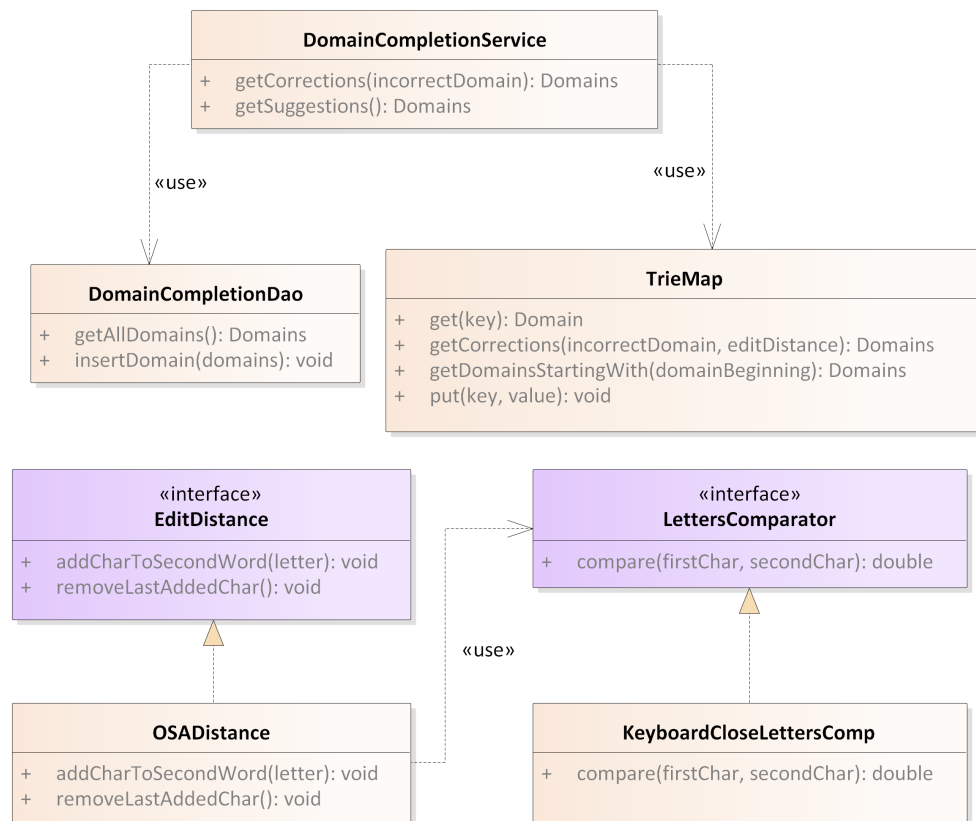 DomainCompletionService
+ getCorrections(incorrectDomain): Domains
+ getSuggestions(): Domains
«use»
«use»
DomainCompletionDao
+ getAllDomains(): Domains
+ insertDomain(domains): void
TrieMap
+ get(key): Domain
+ getCorrections(incorrectDomain, editDistance): Domains
+ getDomainsStartingWith(domainBeginning): Domains
+ put(key, value): void
«interface»
EditDistance
+ addCharToSecondWord(letter): void
+ removeLastAddedChar(): void
«interface»
LettersComparator
+ compare(firstChar, secondChar): double
«use»
OSADistance
+ addCharToSecondWord(letter): void
+ removeLastAddedChar(): void
KeyboardCloseLettersComp
+ compare(firstChar, secondChar): double